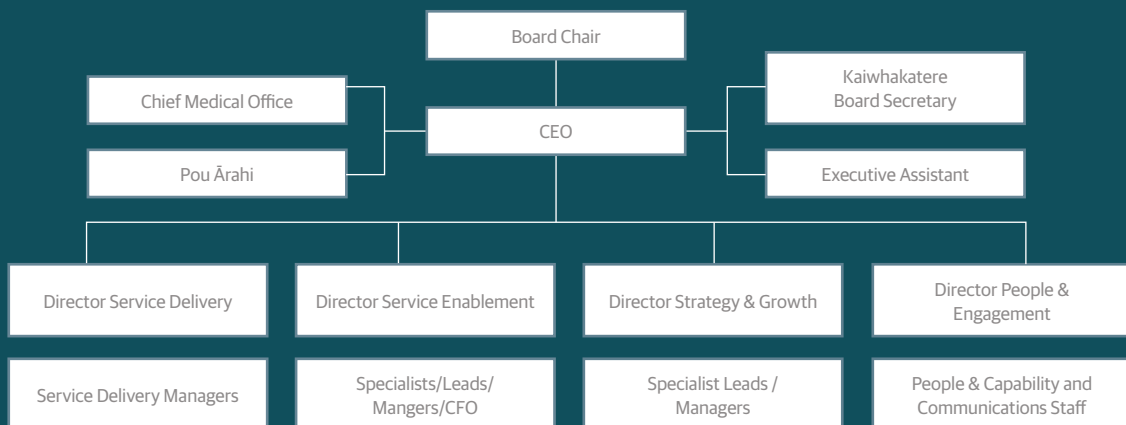 Board Chair
Chief Medical Office
Kaiwhakatere
Board Secretary
CEO
Pou Ārahi
Executive Assistant
Director Service Delivery
Director Service Enablement
Director Strategy & Growth
Director People &
Engagement
Service Delivery Managers
Specialists/Leads/
Mangers/CFO
Specialist Leads /
Managers
People & Capability and
Communications Staff